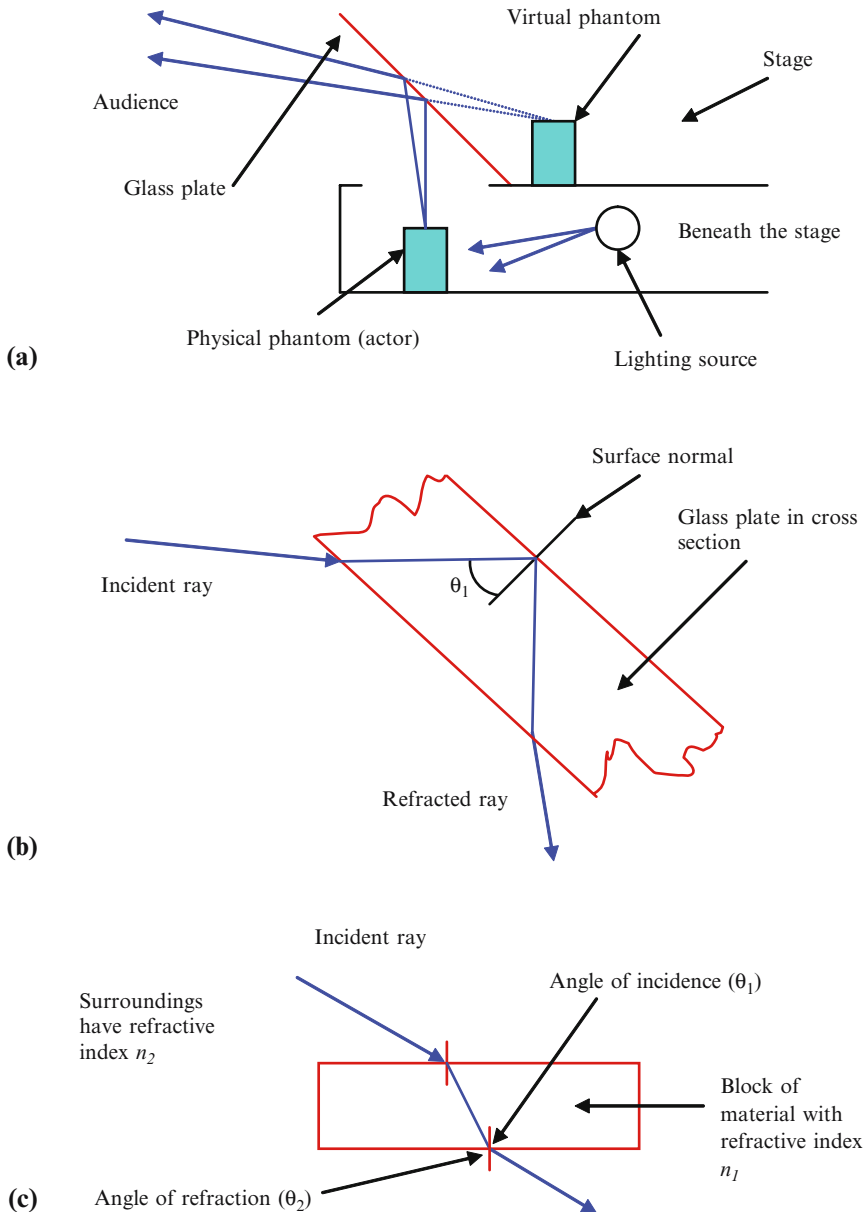 Virtual phantom
Stage
Audience
Glass plate
Beneath the stage
Physical phantom (actor)
Lighting source
(a)
Surface normal
Glass plate in cross
section
Incident ray
θ₁
Refracted ray
(b)
Incident ray
Angle of incidence (θ₁)
Surroundings
have refractive
index n₂
Block of
material with
refractive index
n₁
Angle of refraction (θ₂)
(c)